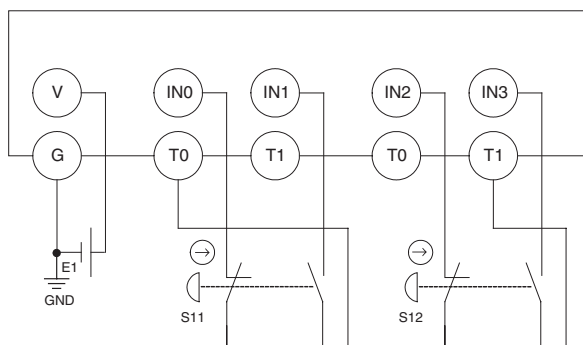 V IN0 IN1 IN2 IN3
G T0 T1 T0 T1
E1
GND
S11 S12